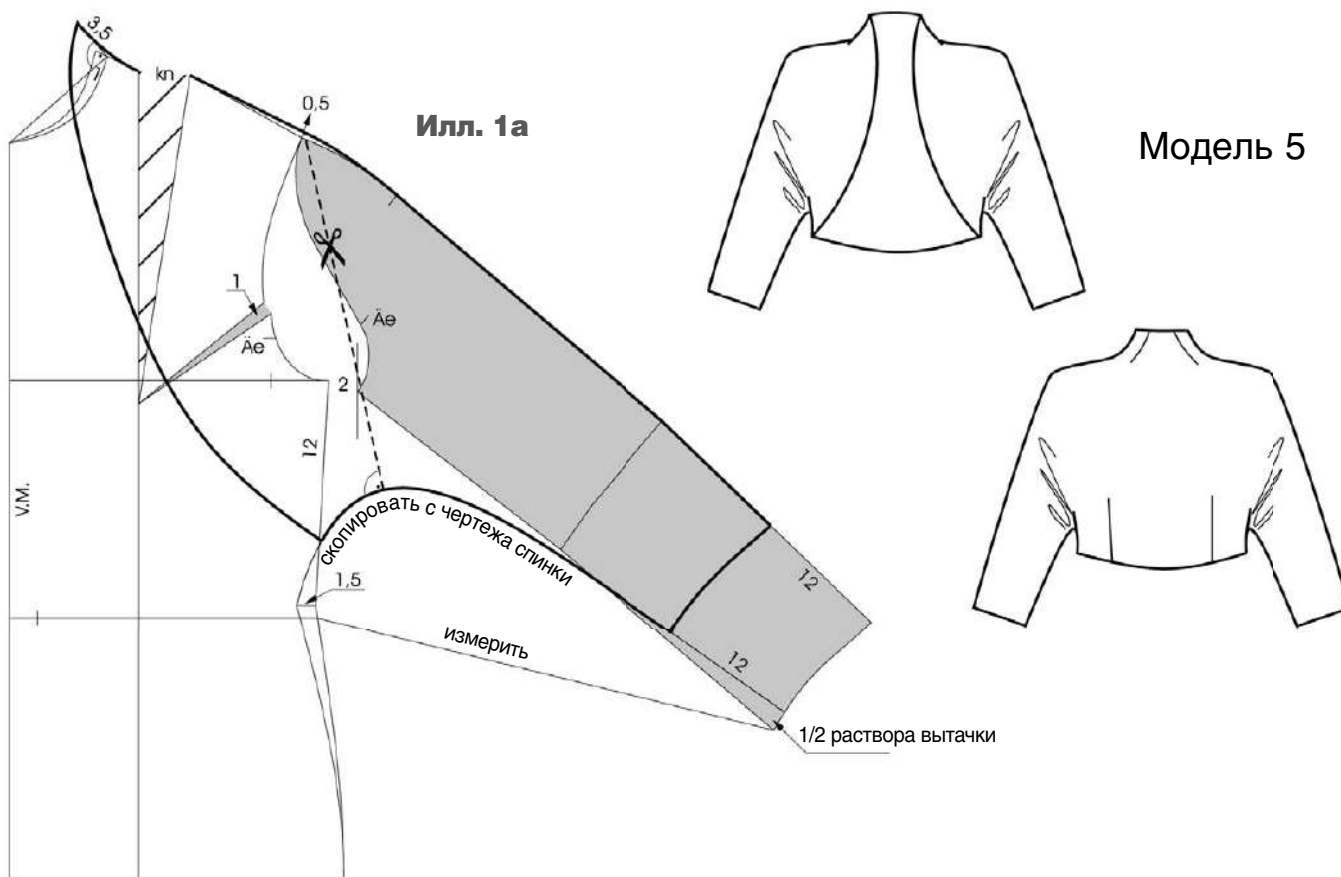 3,5
kn
0,5
Илл. 1а
Модель 5
1
Äe
Äe
2
12
V.M.
скопировать с чертежа спинки
1,5
измерить
12
12
1/2 раствора вытачки